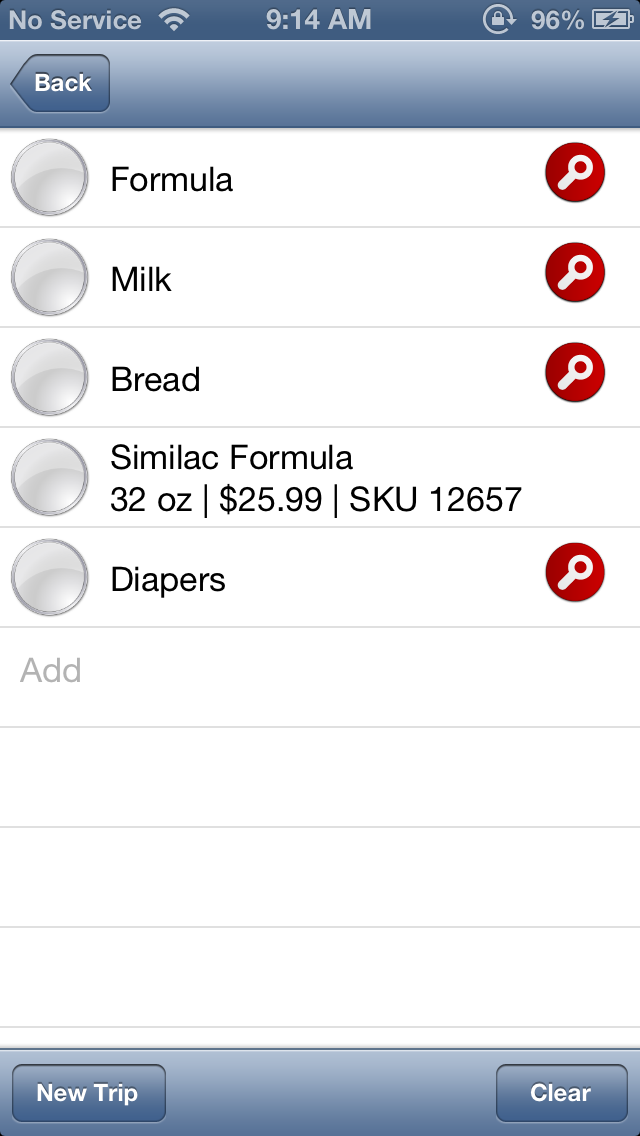 No Service 9:14 AM 96%
Back
Formula
Milk
Bread
Similac Formula
32 oz | $25.99 | SKU 12657
Diapers
Add
New Trip Clear